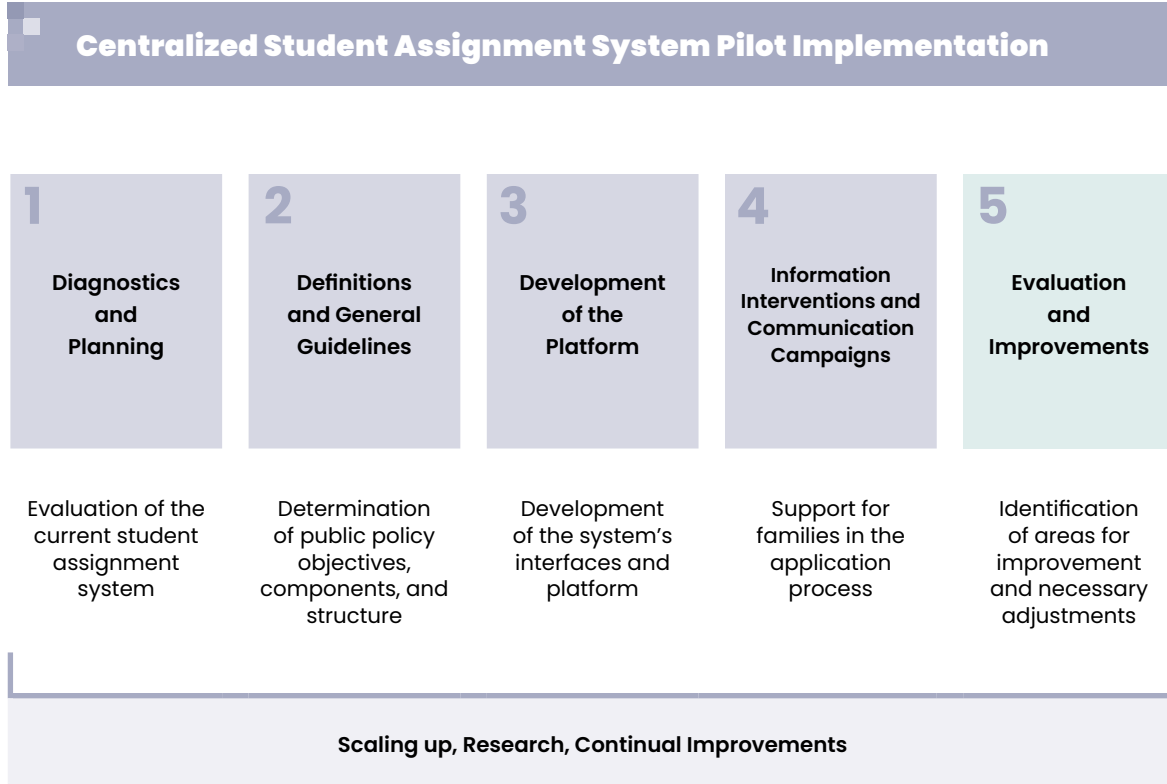 Centralized Student Assignment System Pilot Implementation
1
Diagnostics
and
Planning
Evaluation of the
current student
assignment
system
2
Definitions
and General
Guidelines
Determination
of public policy
objectives,
components, and
structure
3
Development
of the
Platform
Development
of the system’s
interfaces and
platform
4
Information
Interventions and
Communication
Campaigns
Support for
families in the
application
process
5
Evaluation
and
Improvements
Identification
of areas for
improvement
and necessary
adjustments
Scaling up, Research, Continual Improvements